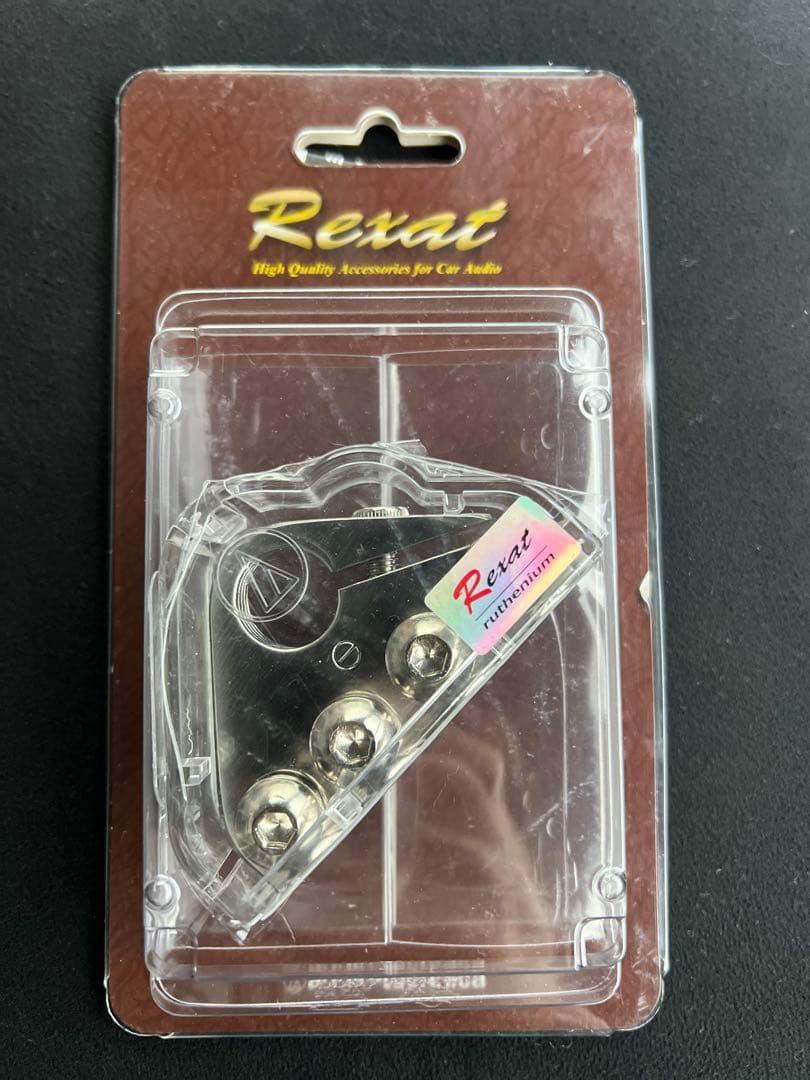 Rexat
High Quality Accessories for Car Audio
Rexat
ruthenium